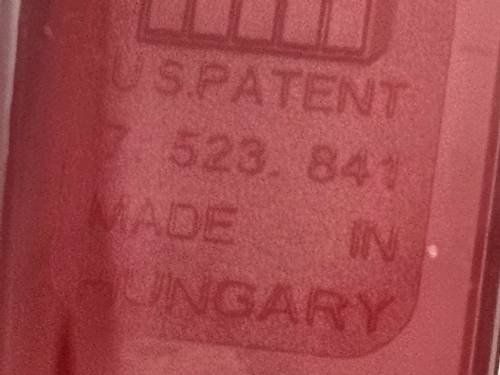 U.S.PATENT
7. 523. 841
MADE IN
HUNGARY